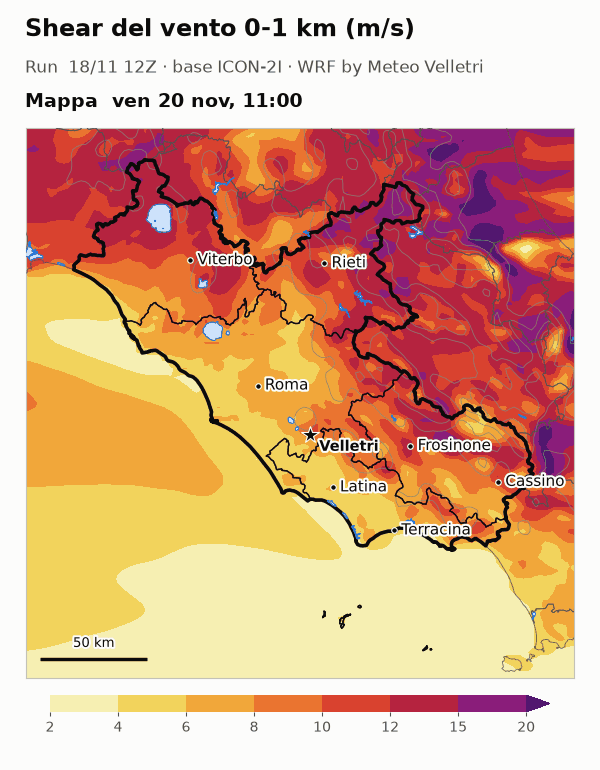 Shear del vento 0-1 km (m/s)
Run  18/11 12Z · base ICON-2I · WRF by Meteo Velletri
Mappa  ven 20 nov, 11:00
Viterbo
Rieti
Roma
Velletri
Frosinone
Cassino
Latina
Terracina
50 km
2 4 6 8 10 12 15 20